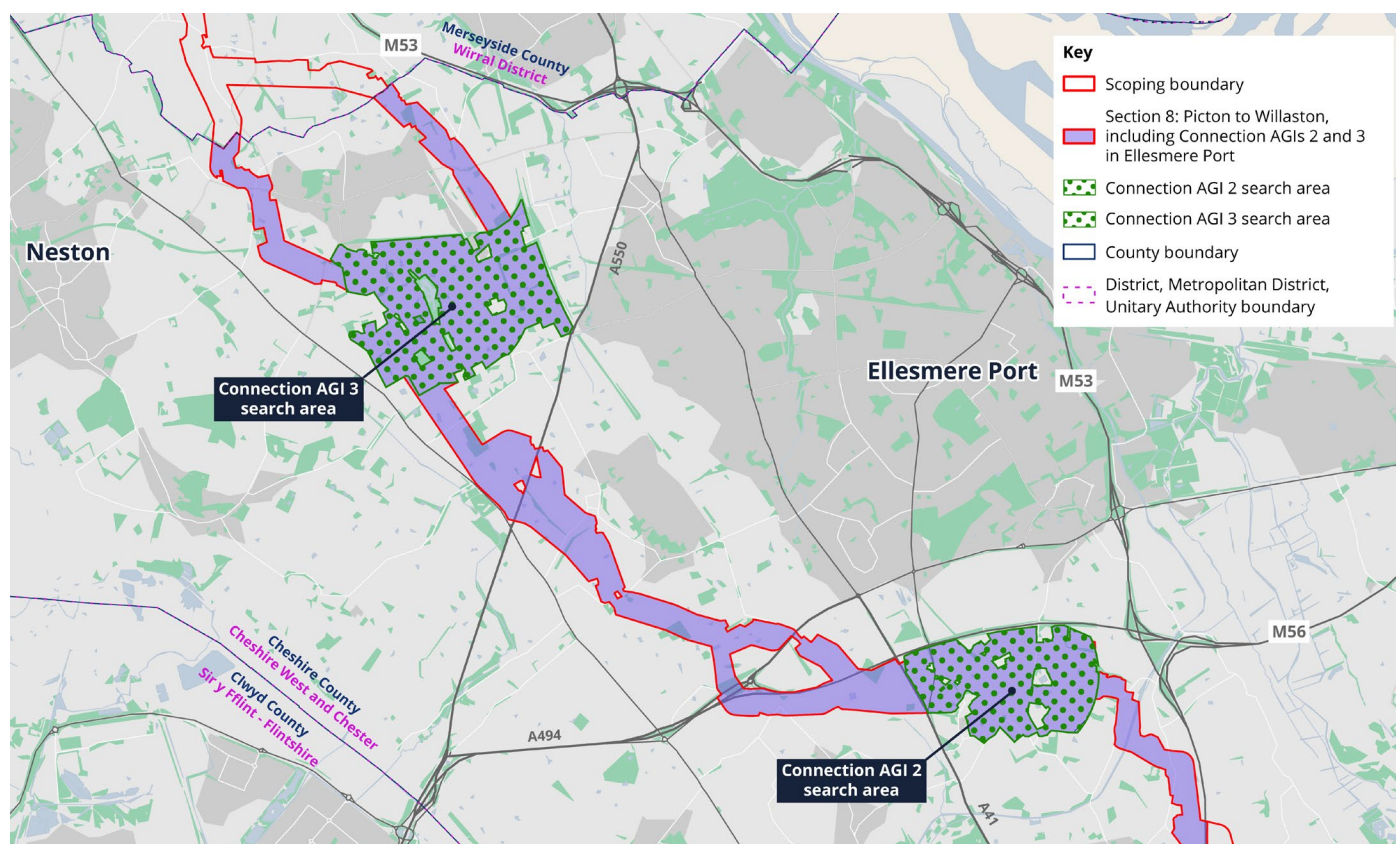 M53
Merseyside County
Wirral District
Key
Scoping boundary
Section 8: Picton to Willaston,
including Connection AGIs 2 and 3
in Ellesmere Port
Connection AGI 2 search area
Connection AGI 3 search area
County boundary
District, Metropolitan District,
Unitary Authority boundary
Neston
A550
Connection AGI 3
search area
Ellesmere Port
M53
M56
Cheshire County
Cheshire West and Chester
Clwyd County
Sir y Fflint - Flintshire
A494
Connection AGI 2
search area
A41